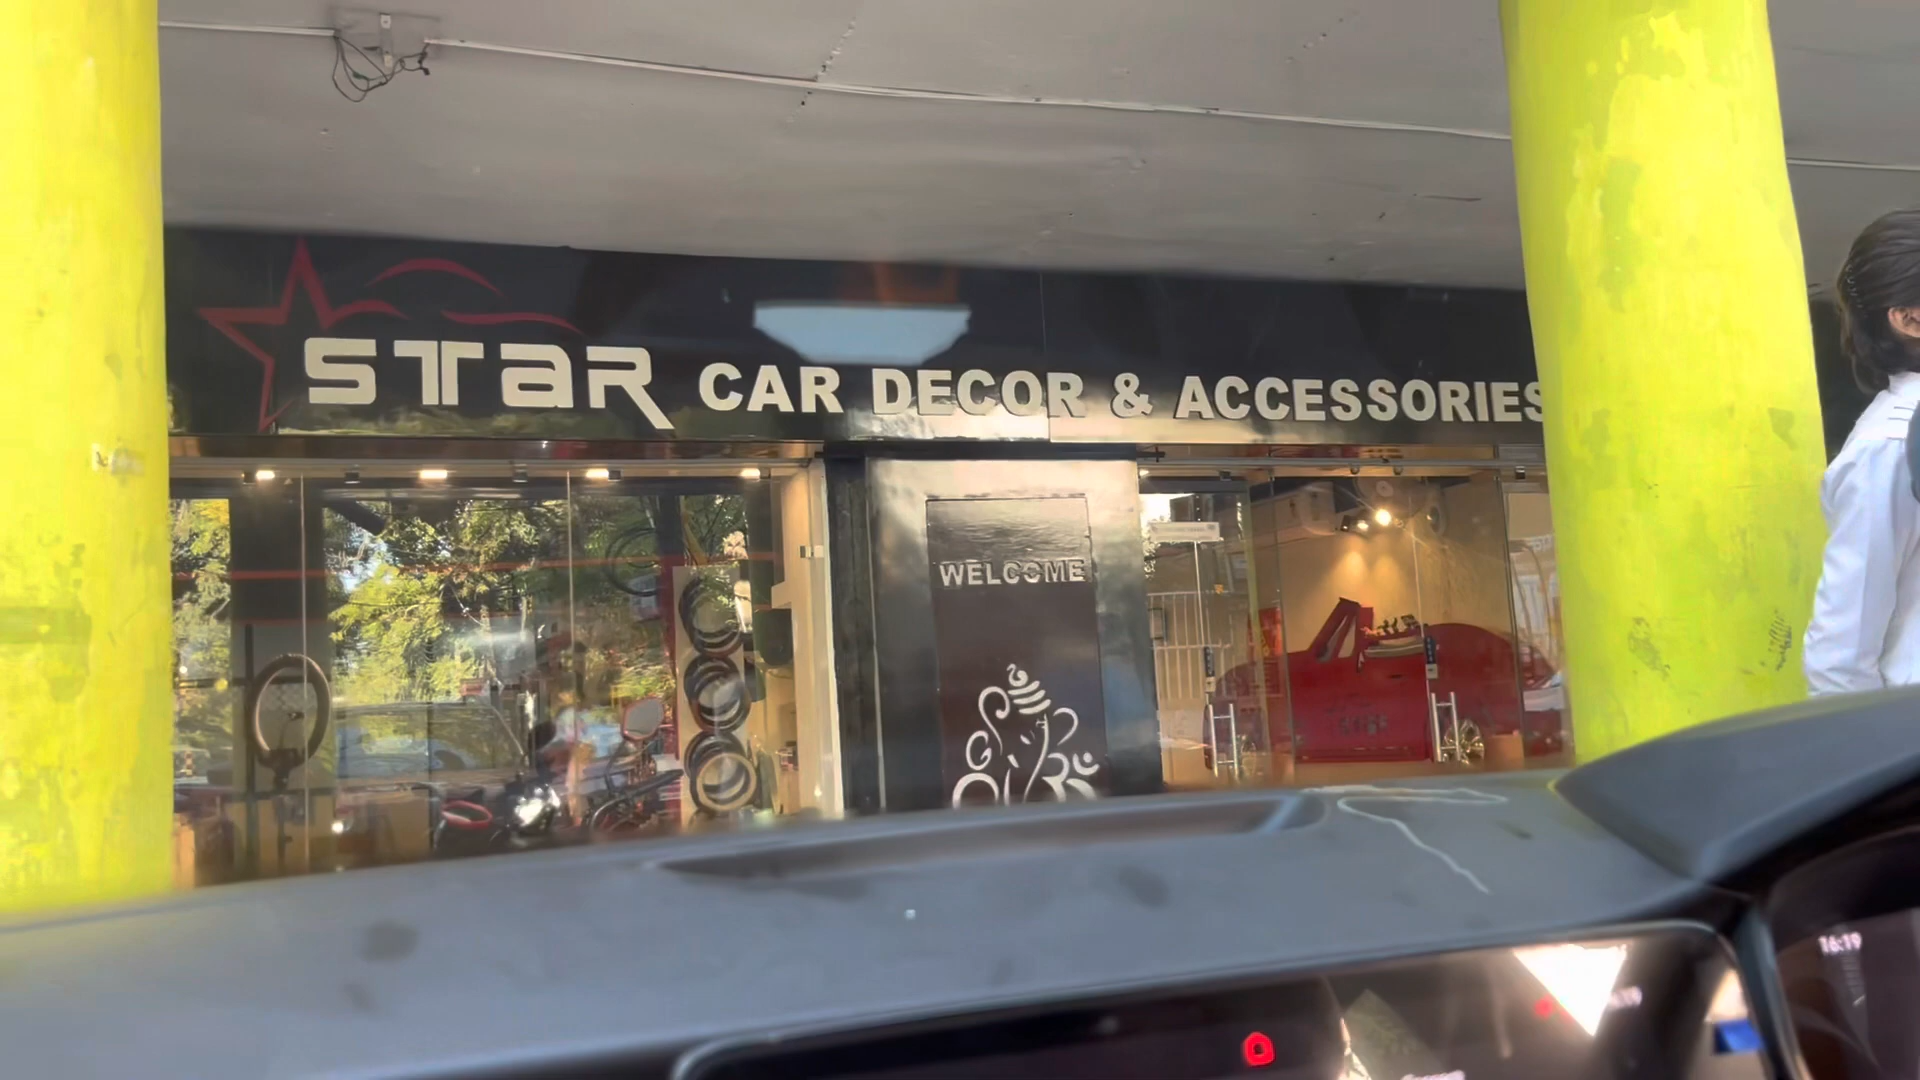 STAR CAR DECOR & ACCESSORIES
WELCOME
16:19